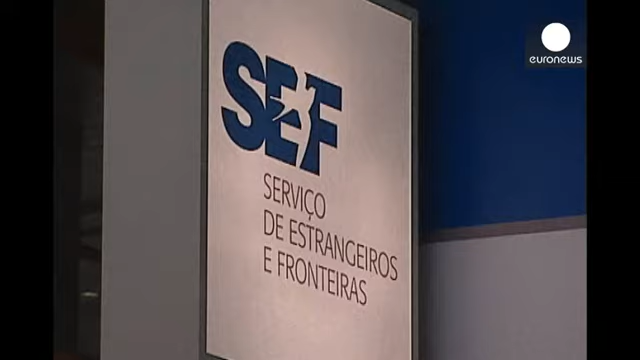 euronews
SEF
SERVIÇO
DE ESTRANGEIROS
E FRONTEIRAS